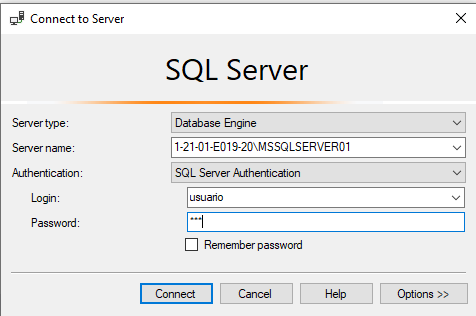 Connect to Server
SQL Server
Server type: Database Engine
Server name: 1-21-01-E019-20\MSSQLSERVER01
Authentication: SQL Server Authentication
Login: usuario
Password: ***
Remember password
Connect Cancel Help Options >>